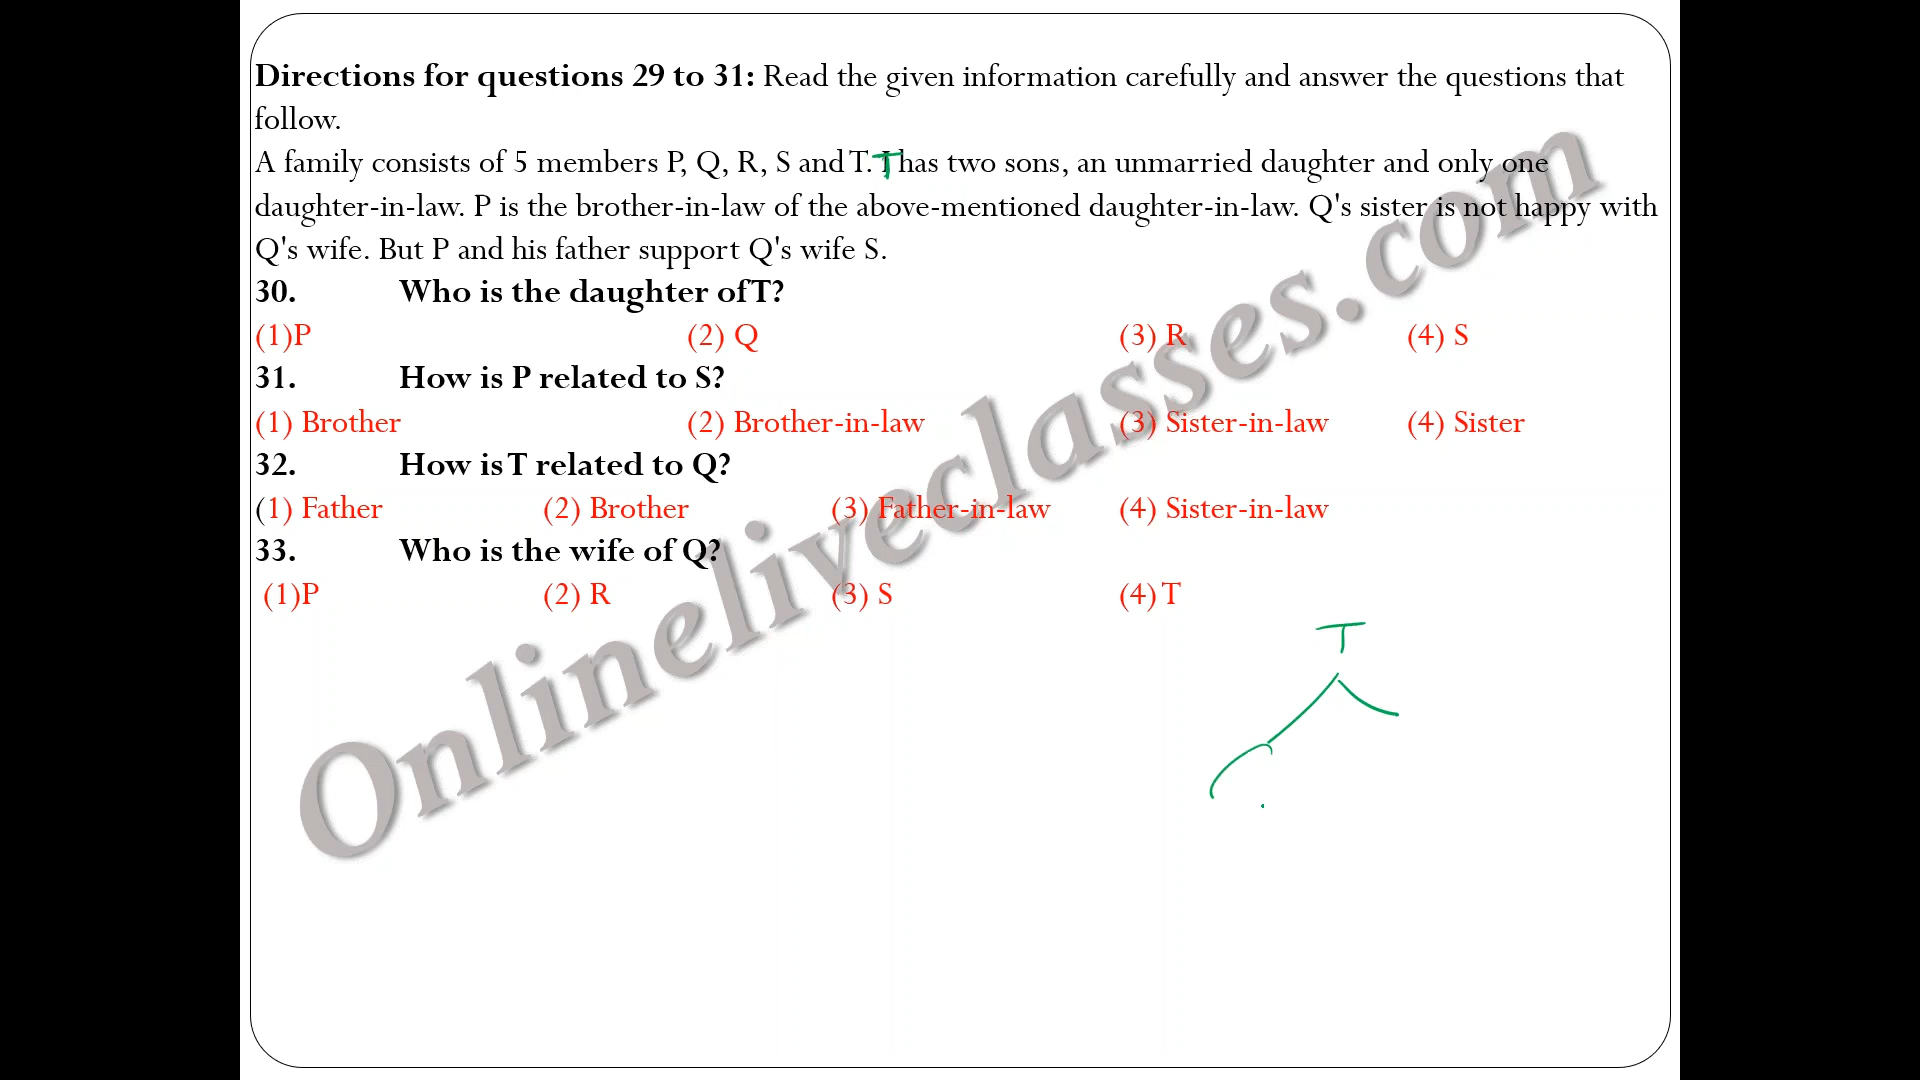 Directions for questions 29 to 31: Read the given information carefully and answer the questions that
follow.
A family consists of 5 members P, Q, R, S and T. T has two sons, an unmarried daughter and only one
daughter-in-law. P is the brother-in-law of the above-mentioned daughter-in-law. Q's sister is not happy with
Q's wife. But P and his father support Q's wife S.
30. Who is the daughter of T?
(1)P (2) Q (3) R (4) S
31. How is P related to S?
(1) Brother (2) Brother-in-law (3) Sister-in-law (4) Sister
32. How is T related to Q?
(1) Father (2) Brother (3) Father-in-law (4) Sister-in-law
33. Who is the wife of Q?
(1)P (2) R (3) S (4) T
T
Onlineliveclasses.com